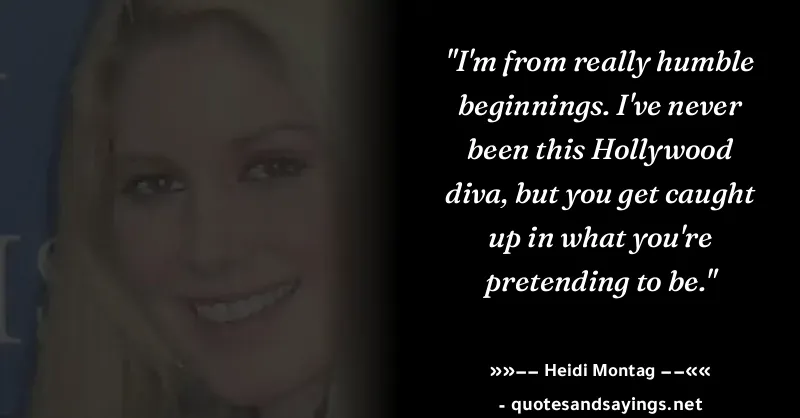 "I'm from really humble
beginnings. I've never
been this Hollywood
diva, but you get caught
up in what you're
pretending to be."
»»−− Heidi Montag −−««
- quotesandsayings.net